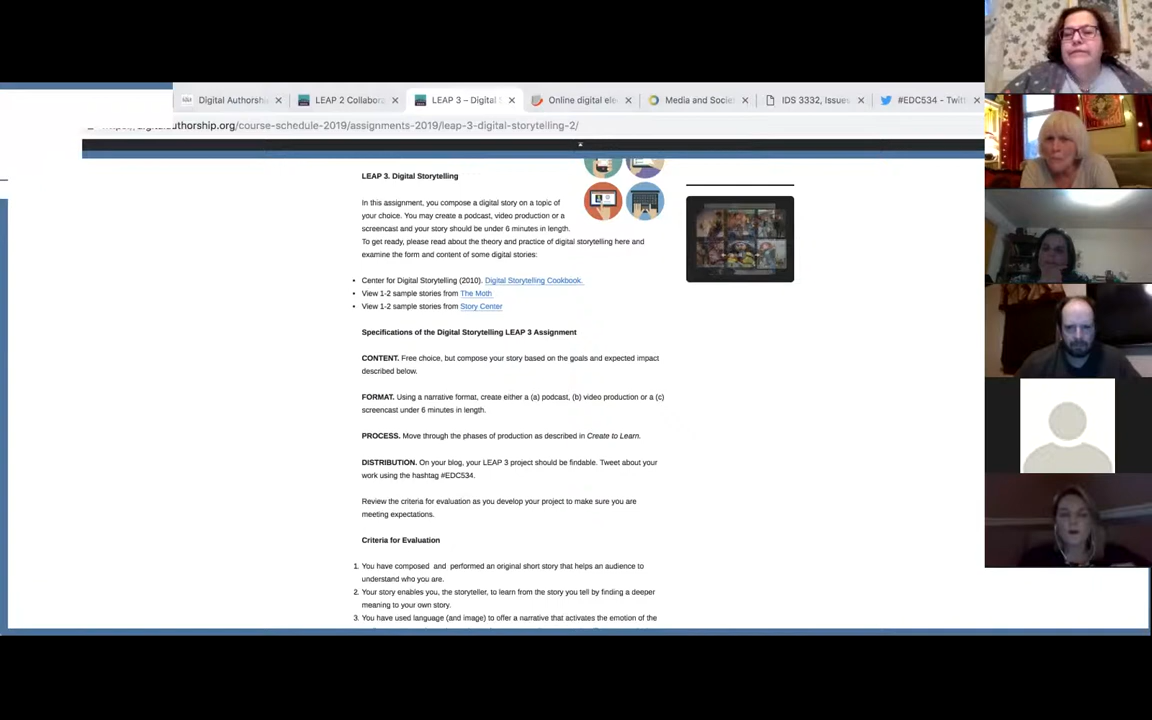 Digital Authorsh
LEAP 2 Collabora
LEAP 3 – Digital
Online digital ele
Media and Socie
IDS 3332, Issues
#EDC534 - Twit
authorship.org/course-schedule-2019/assignments-2019/leap-3-digital-storytelling-2/
LEAP 3. Digital Storytelling
In this assignment, you compose a digital story on a topic of
your choice. You may create a podcast, video production or a
screencast and your story should be under 6 minutes in length.
To get ready, please read about the theory and practice of digital storytelling here and
examine the form and content of some digital stories:
• Center for Digital Storytelling (2010). Digital Storytelling Cookbook.
• View 1-2 sample stories from The Moth
• View 1-2 sample stories from Story Center
Specifications of the Digital Storytelling LEAP 3 Assignment
CONTENT. Free choice, but compose your story based on the goals and expected impact
described below.
FORMAT. Using a narrative format, create either a (a) podcast, (b) video production or a (c)
screencast under 6 minutes in length.
PROCESS. Move through the phases of production as described in Create to Learn.
DISTRIBUTION. On your blog, your LEAP 3 project should be findable. Tweet about your
work using the hashtag #EDC534.
Review the criteria for evaluation as you develop your project to make sure you are
meeting expectations.
Criteria for Evaluation
1. You have composed and performed an original short story that helps an audience to
understand who you are.
2. Your story enables you, the storyteller, to learn from the story you tell by finding a deeper
meaning to your own story.
3. You have used language (and image) to offer a narrative that activates the emotion of the